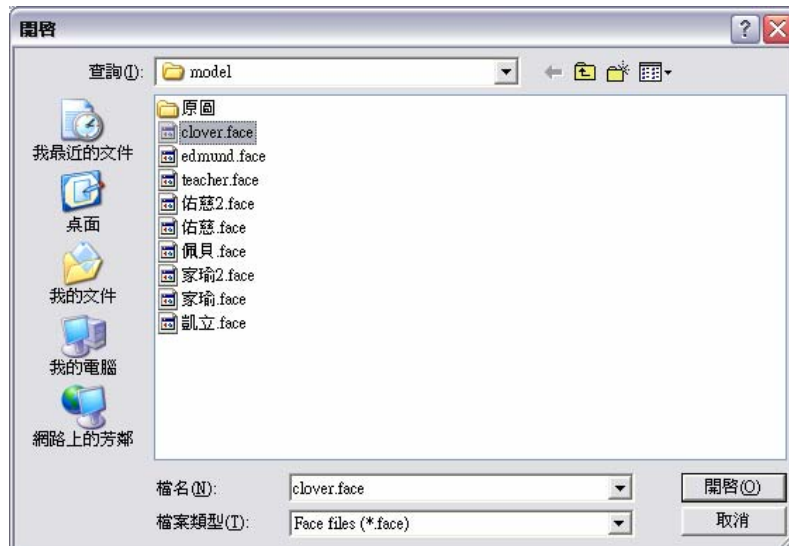 開啓
查詢(I):
model
我最近的文件
桌面
我的文件
我的電腦
網路上的芳鄰
原圖
clover.face
edmund.face
teacher.face
佑慈2.face
佑慈.face
佩貝.face
家瑜2.face
家瑜.face
凱立.face
檔名(N):
clover.face
開啓(O)
檔案類型(T):
Face files (*.face)
取消